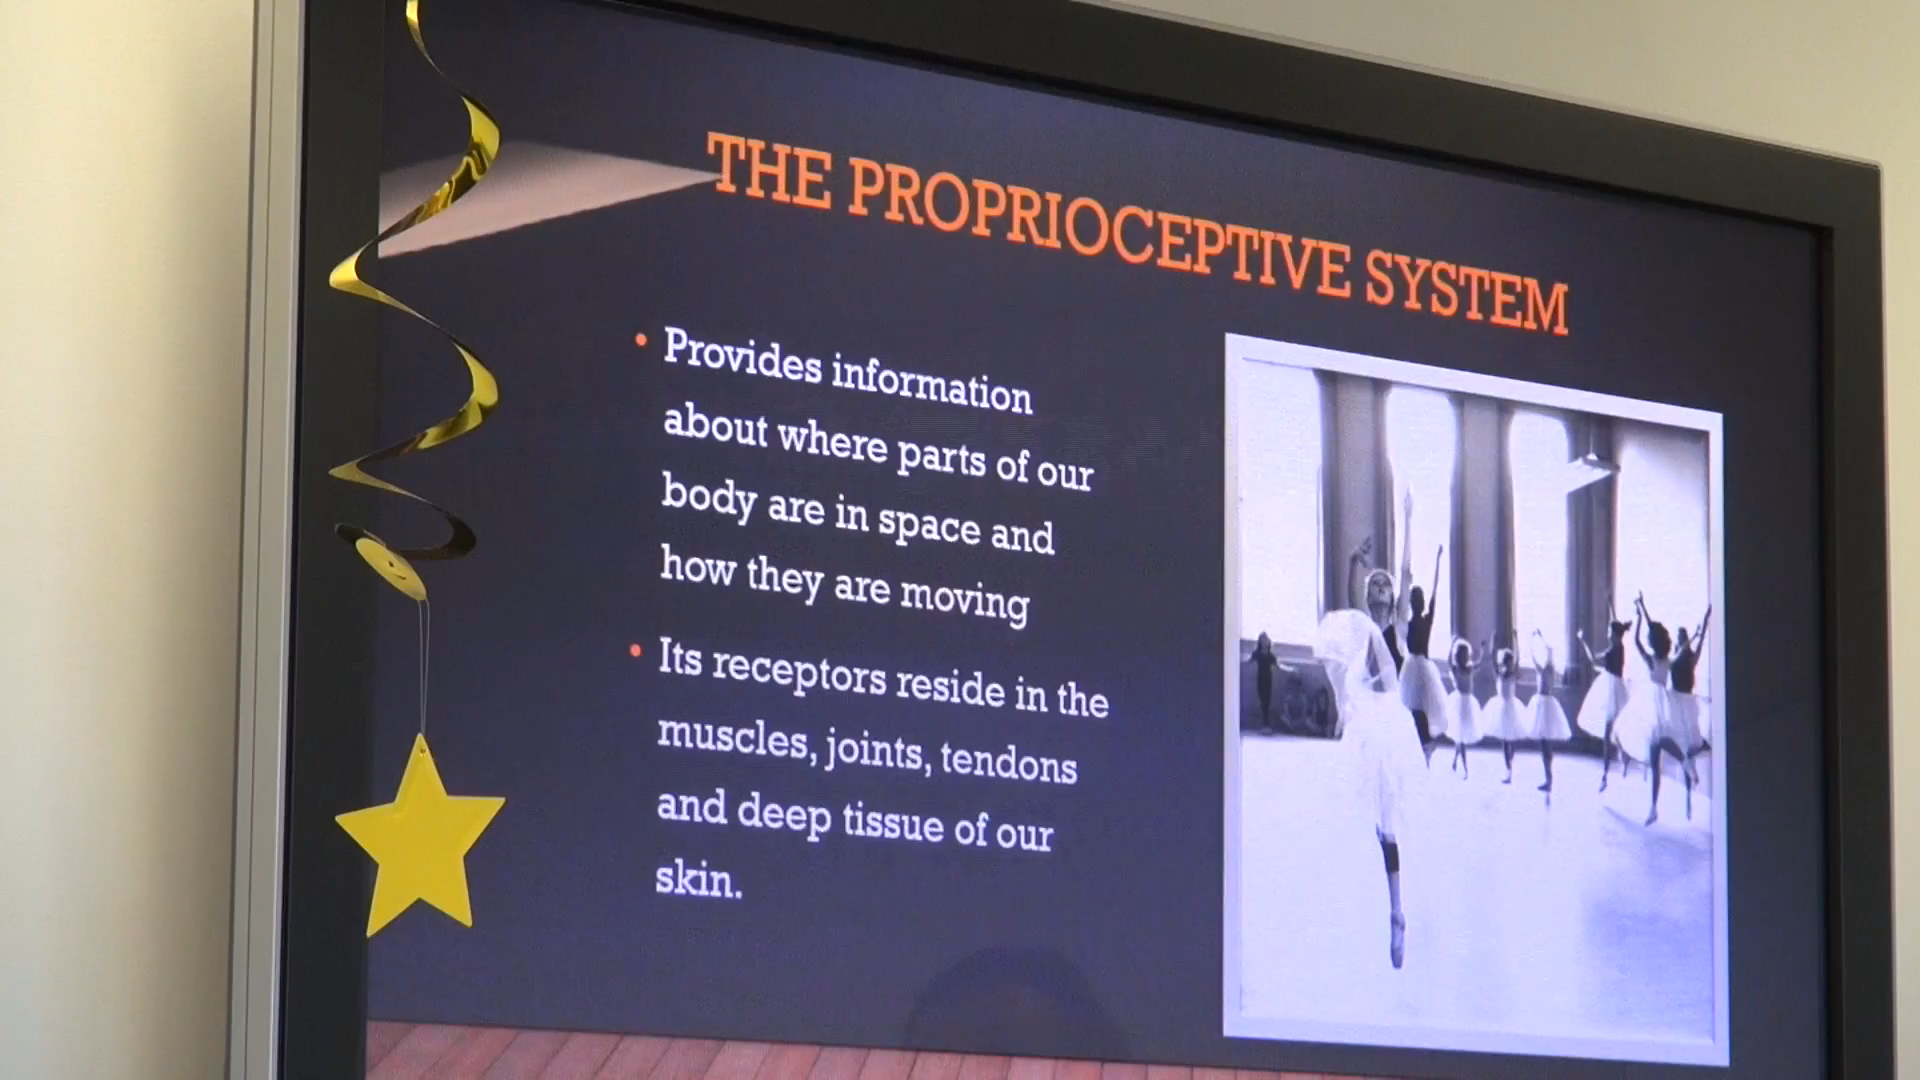 THE PROPRIOCEPTIVE SYSTEM
• Provides information
about where parts of our
body are in space and
how they are moving
• Its receptors reside in the
muscles, joints, tendons
and deep tissue of our
skin.